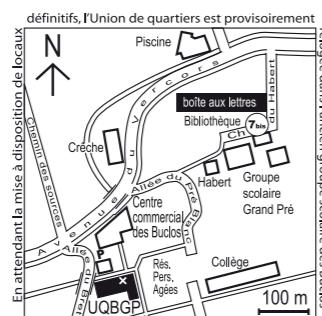 définitifs, l'Union de quartiers est provisoirement
En attendant la mise à disposition de locaux
N
Piscine
Chemin des sources
Crèche
Avenue du Vercors
boîte aux lettres
Bibliothèque
7bis
Ch. du Habert
Allée du Pré Blanc
Habert
Groupe
scolaire
Grand Pré
Centre
commercial
des Buclos
P
Allée du Bret
Rés,
Pers,
Agées
Collège
UQBGP
100 m